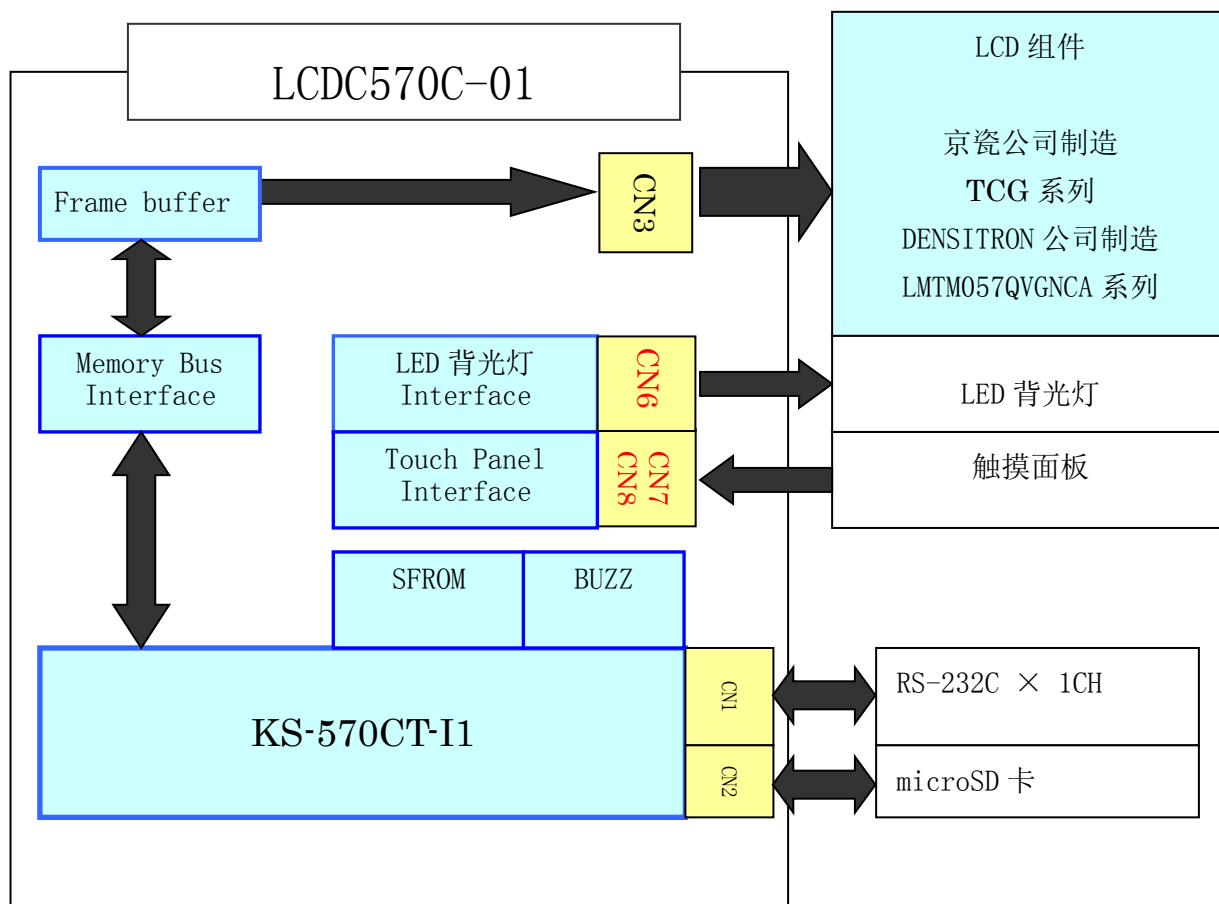 LCDC570C-01
LCD 组件
京瓷公司制造
TCG 系列
DENSITRON 公司制造
LMTM057QVGNCA 系列
Frame buffer
CN3
Memory Bus
Interface
LED 背光灯
Interface
CN6
LED 背光灯
Touch Panel
Interface
CN7
CN8
触摸面板
SFROM
BUZZ
KS-570CT-I1
CN1
RS-232C × 1CH
CN2
microSD 卡